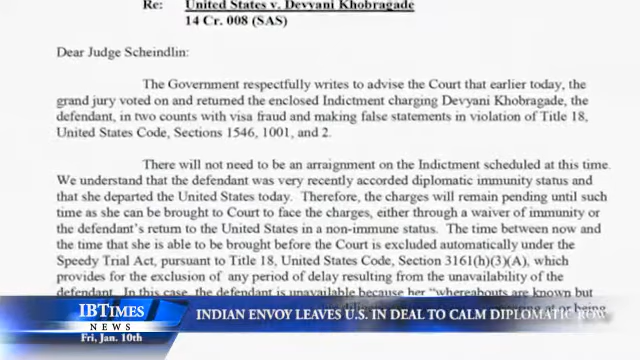 Re: United States v. Devyani Khobragade
14 Cr. 008 (SAS)
Dear Judge Scheindlin:
The Government respectfully writes to advise the Court that earlier today, the
grand jury voted on and returned the enclosed Indictment charging Devyani Khobragade, the
defendant, in two counts with visa fraud and making false statements in violation of Title 18,
United States Code, Sections 1546, 1001, and 2.
There will not need to be an arraignment on the Indictment scheduled at this time.
We understand that the defendant was very recently accorded diplomatic immunity status and
that she departed the United States today. Therefore, the charges will remain pending until such
time as she can be brought to Court to face the charges, either through a waiver of immunity or
the defendant's return to the United States in a non-immune status. The time between now and
the time that she is able to be brought before the Court is excluded automatically under the
Speedy Trial Act, pursuant to Title 18, United States Code, Section 3161(h)(3)(A), which
provides for the exclusion of any period of delay resulting from the unavailability of the
defendant. In this case, the defendant is unavailable because her "whereabouts are known but
IBTIMES
NEWS
Fri, Jan. 10th
INDIAN ENVOY LEAVES U.S. IN DEAL TO CALM DIPLOMATIC ROW